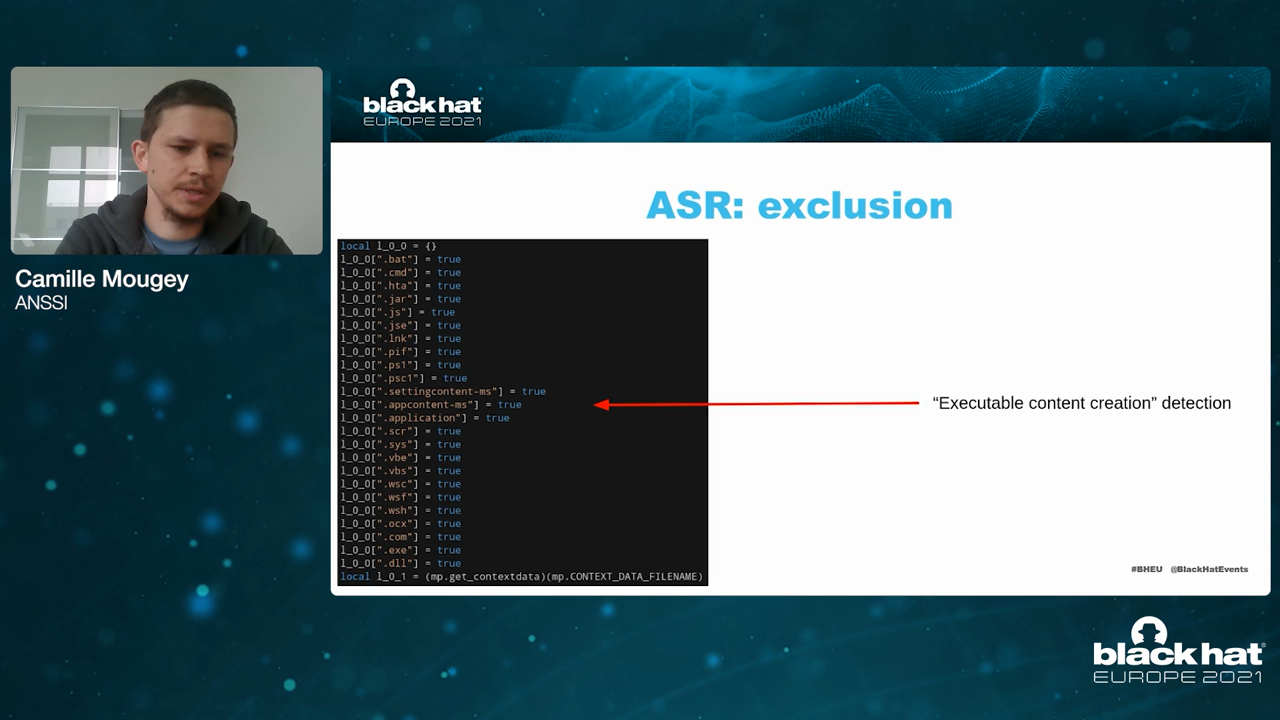 black hat
EUROPE 2021
ASR: exclusion
local l_0_0 = {}
l_0_0[".bat"] = true
l_0_0[".cmd"] = true
l_0_0[".hta"] = true
l_0_0[".jar"] = true
l_0_0[".js"] = true
l_0_0[".jse"] = true
l_0_0[".lnk"] = true
l_0_0[".pif"] = true
l_0_0[".ps1"] = true
l_0_0[".psc1"] = true
l_0_0[".settingcontent-ms"] = true
l_0_0[".appcontent-ms"] = true
l_0_0[".application"] = true
l_0_0[".scr"] = true
l_0_0[".sys"] = true
l_0_0[".vbe"] = true
l_0_0[".vbs"] = true
l_0_0[".wsc"] = true
l_0_0[".wsf"] = true
l_0_0[".wsh"] = true
l_0_0[".ocx"] = true
l_0_0[".com"] = true
l_0_0[".exe"] = true
l_0_0[".dll"] = true
local l_0_1 = (mp.get_contextdata)(mp.CONTEXT_DATA_FILENAME)
“Executable content creation” detection
#BHEU @BlackHatEvents
Camille Mougey
ANSSI
black hat
EUROPE 2021